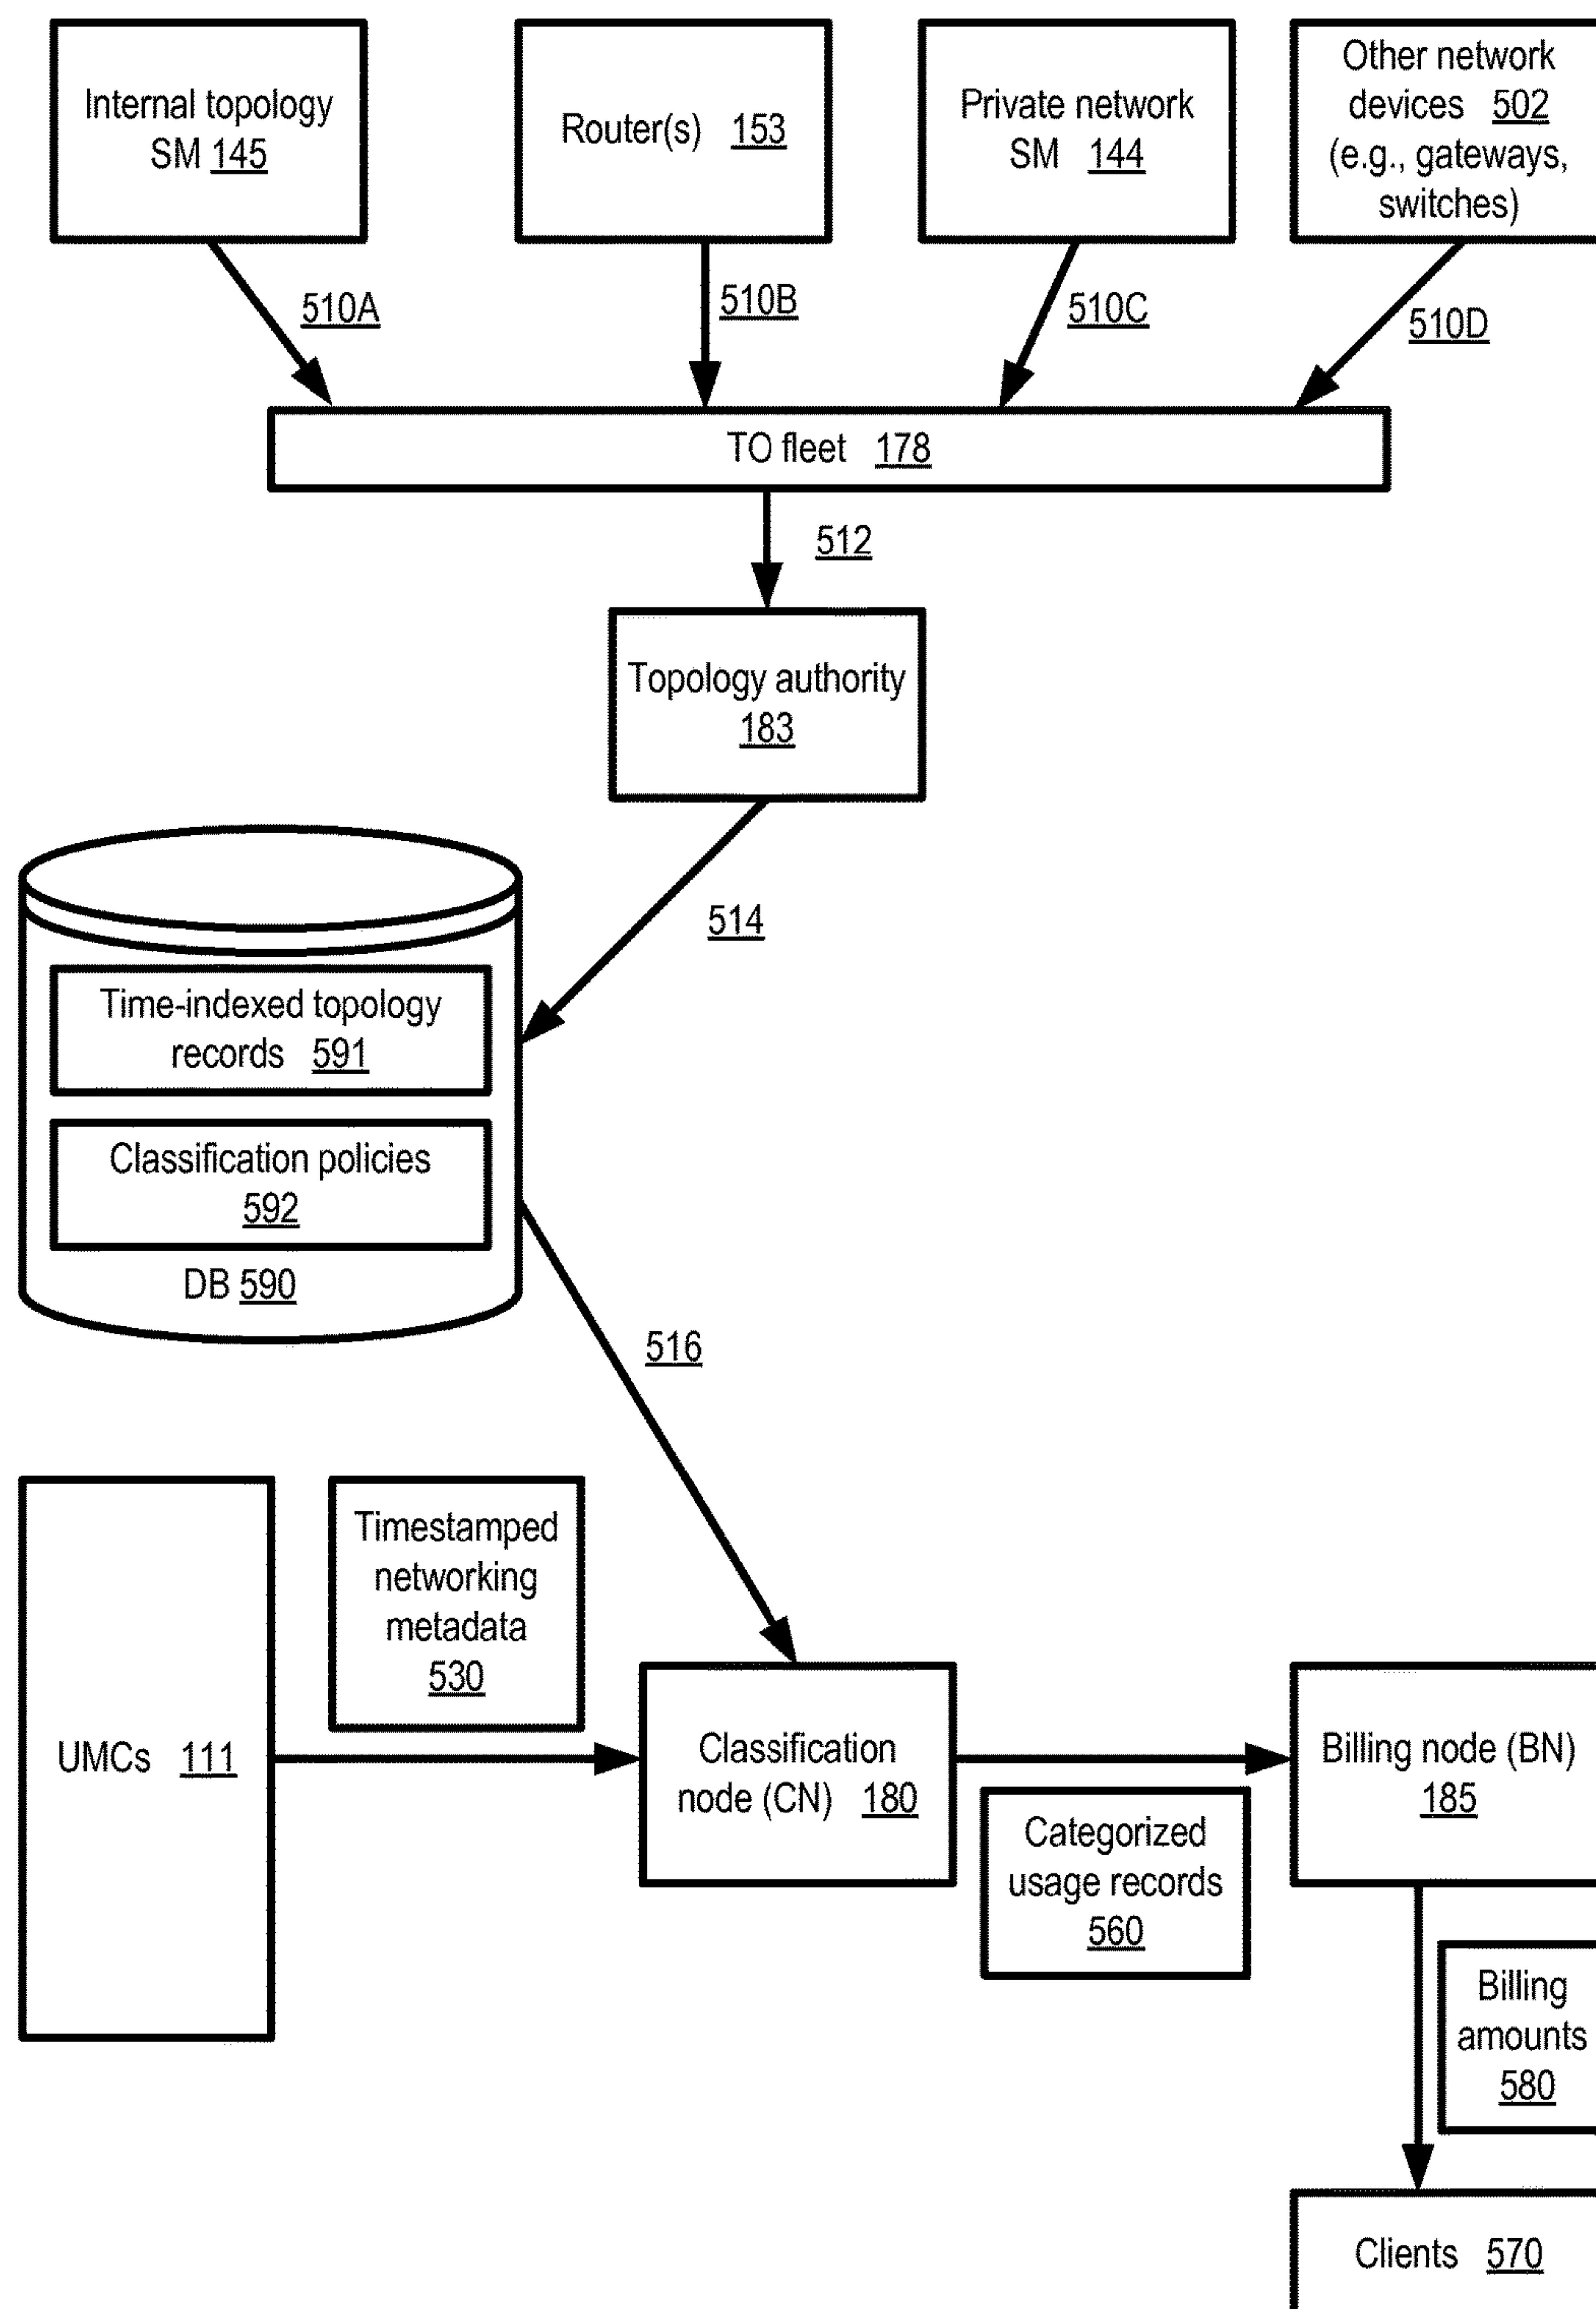 Internal topology
SM 145
Router(s) 153
Private network
SM 144
Other network
devices 502
(e.g., gateways,
switches)
510A
510B
510C
510D
TO fleet 178
512
Topology authority
183
514
Time-indexed topology
records 591
Classification policies
592
DB 590
516
UMCs 111
Timestamped
networking
metadata
530
Classification
node (CN) 180
Categorized
usage records
560
Billing node (BN)
185
Billing
amounts
580
Clients 570